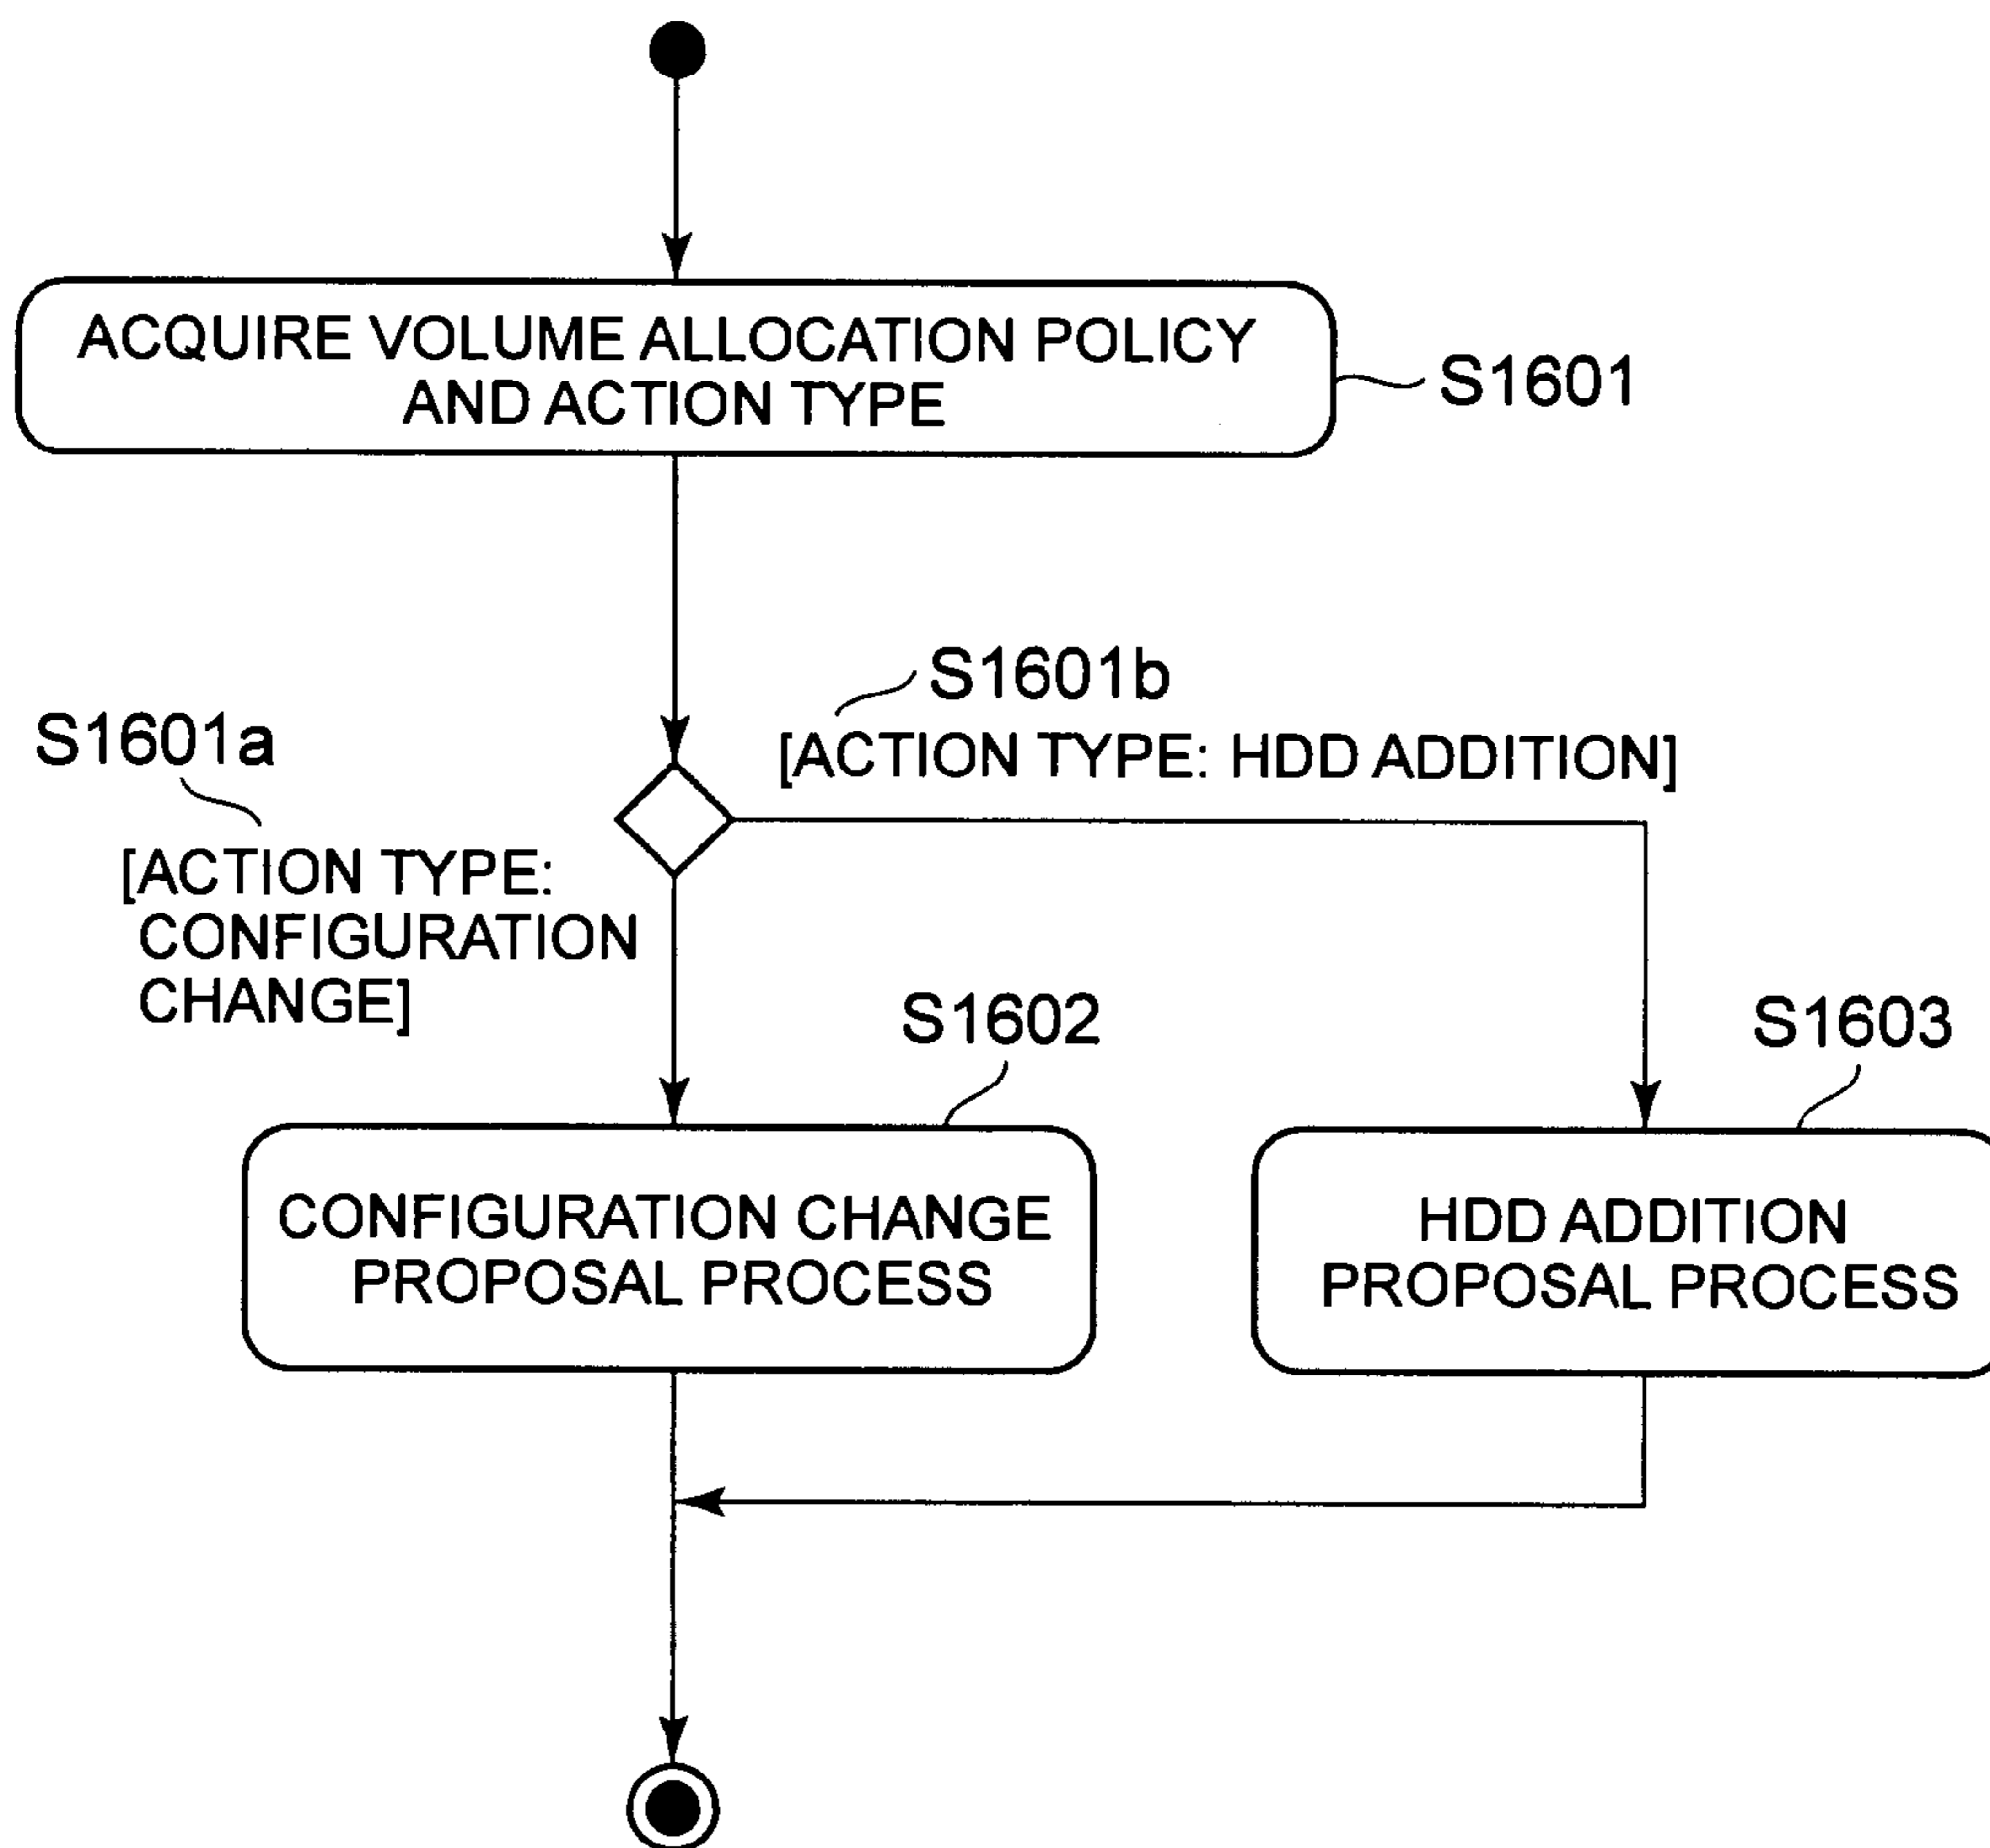 ACQUIRE VOLUME ALLOCATION POLICY
AND ACTION TYPE
S1601
S1601b
[ACTION TYPE: HDD ADDITION]
S1601a
[ACTION TYPE:
CONFIGURATION
CHANGE]
S1602
S1603
CONFIGURATION CHANGE
PROPOSAL PROCESS
HDD ADDITION
PROPOSAL PROCESS